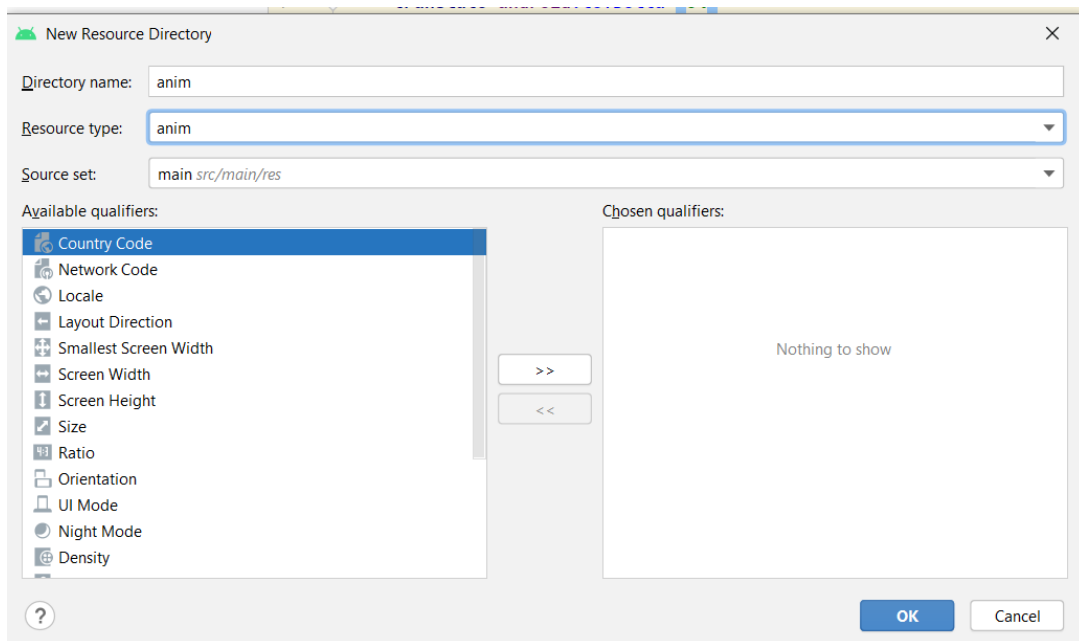 New Resource Directory
Directory name: anim
Resource type: anim
Source set: main src/main/res
Available qualifiers:
Chosen qualifiers:
Country Code
Network Code
Locale
Layout Direction
Smallest Screen Width
Screen Width
Screen Height
Size
Ratio
Orientation
UI Mode
Night Mode
Density
>>
<<
Nothing to show
?
OK
Cancel